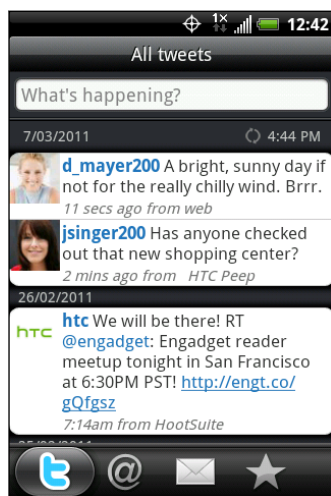 1X 12:42
All tweets
What's happening?
7/03/2011 4:44 PM
d_mayer200 A bright, sunny day if
not for the really chilly wind. Brrr.
11 secs ago from web
jsinger200 Has anyone checked
out that new shopping center?
2 mins ago from HTC Peep
26/02/2011
hTC htc We will be there! RT
@engadget: Engadget reader
meetup tonight in San Francisco
at 6:30PM PST! http://engt.co/
gQfgsz
7:14am from HootSuite
@